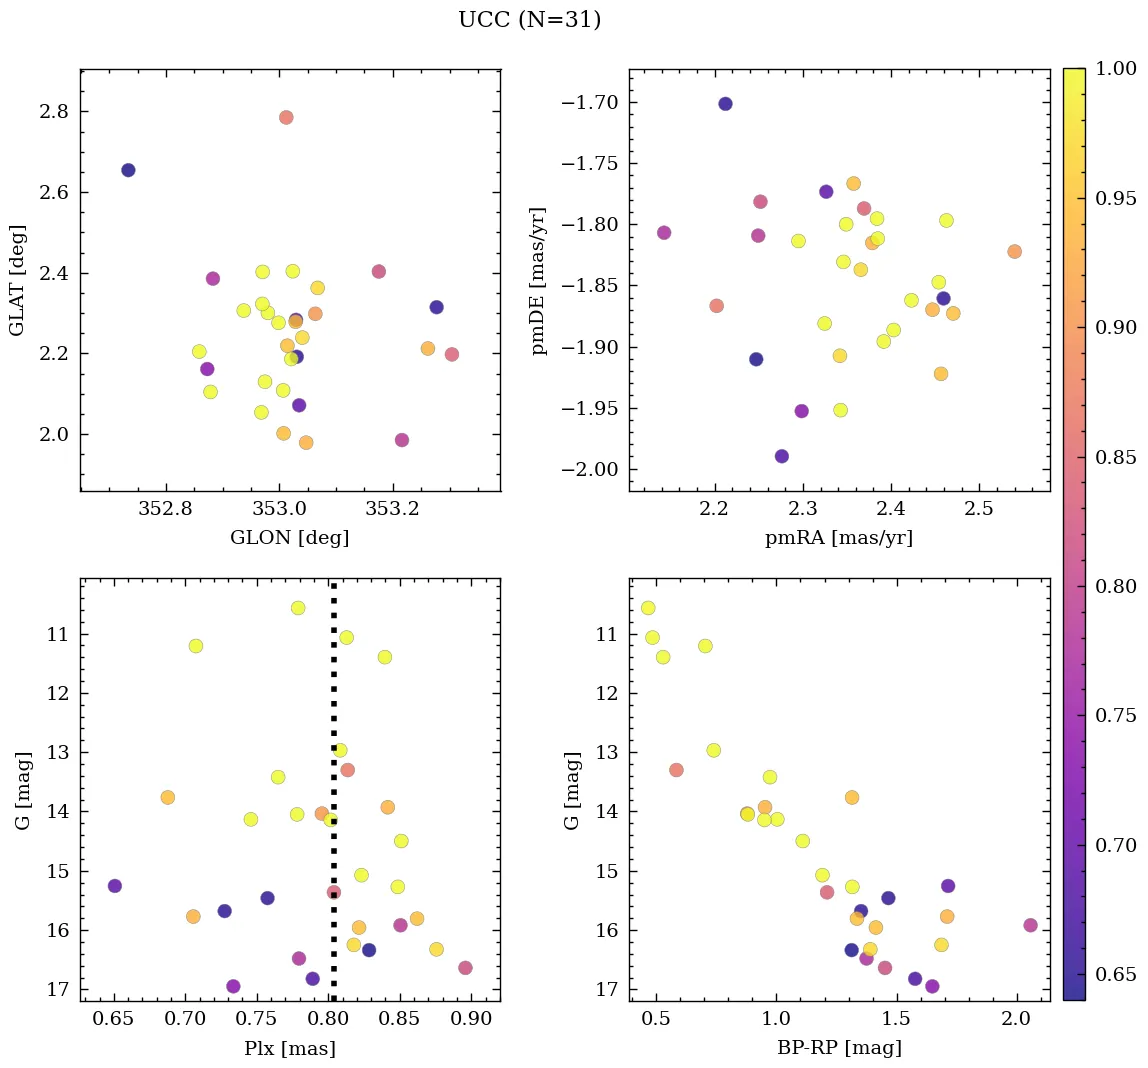 UCC (N=31)
2.8
2.6
2.4
2.2
2.0
GLAT [deg]
352.8 353.0 353.2
GLON [deg]
−1.70
−1.75
−1.80
−1.85
−1.90
−1.95
−2.00
pmDE [mas/yr]
2.2 2.3 2.4 2.5
pmRA [mas/yr]
11
12
13
14
15
16
17
G [mag]
0.65 0.70 0.75 0.80 0.85 0.90
Plx [mas]
11
12
13
14
15
16
17
G [mag]
0.5 1.0 1.5 2.0
BP-RP [mag]
1.00
0.95
0.90
0.85
0.80
0.75
0.70
0.65